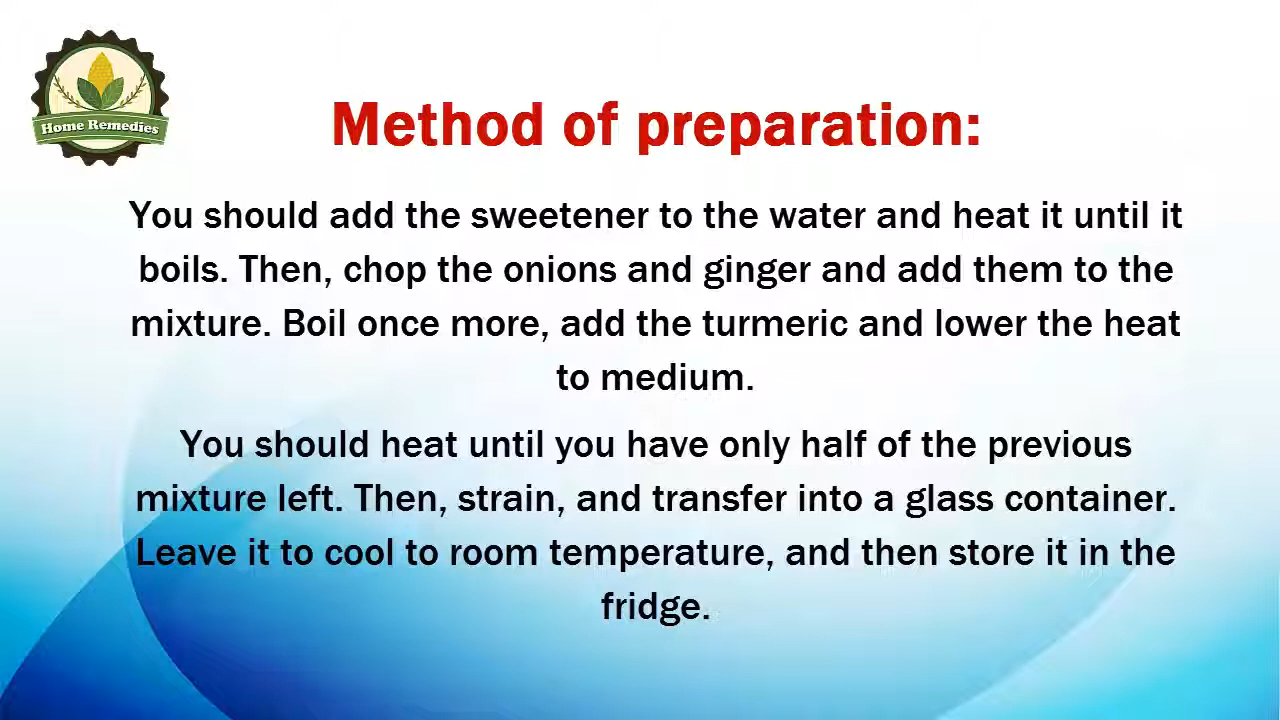 Home Remedies
Method of preparation:
You should add the sweetener to the water and heat it until it
boils. Then, chop the onions and ginger and add them to the
mixture. Boil once more, add the turmeric and lower the heat
to medium.
You should heat until you have only half of the previous
mixture left. Then, strain, and transfer into a glass container.
Leave it to cool to room temperature, and then store it in the
fridge.